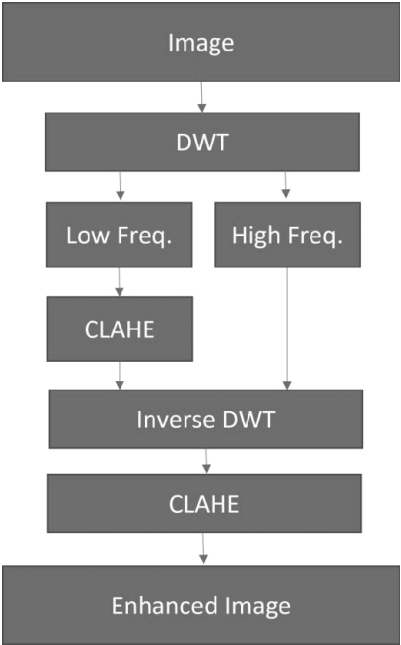 Image
DWT
Low Freq.
High Freq.
CLAHE
Inverse DWT
CLAHE
Enhanced Image